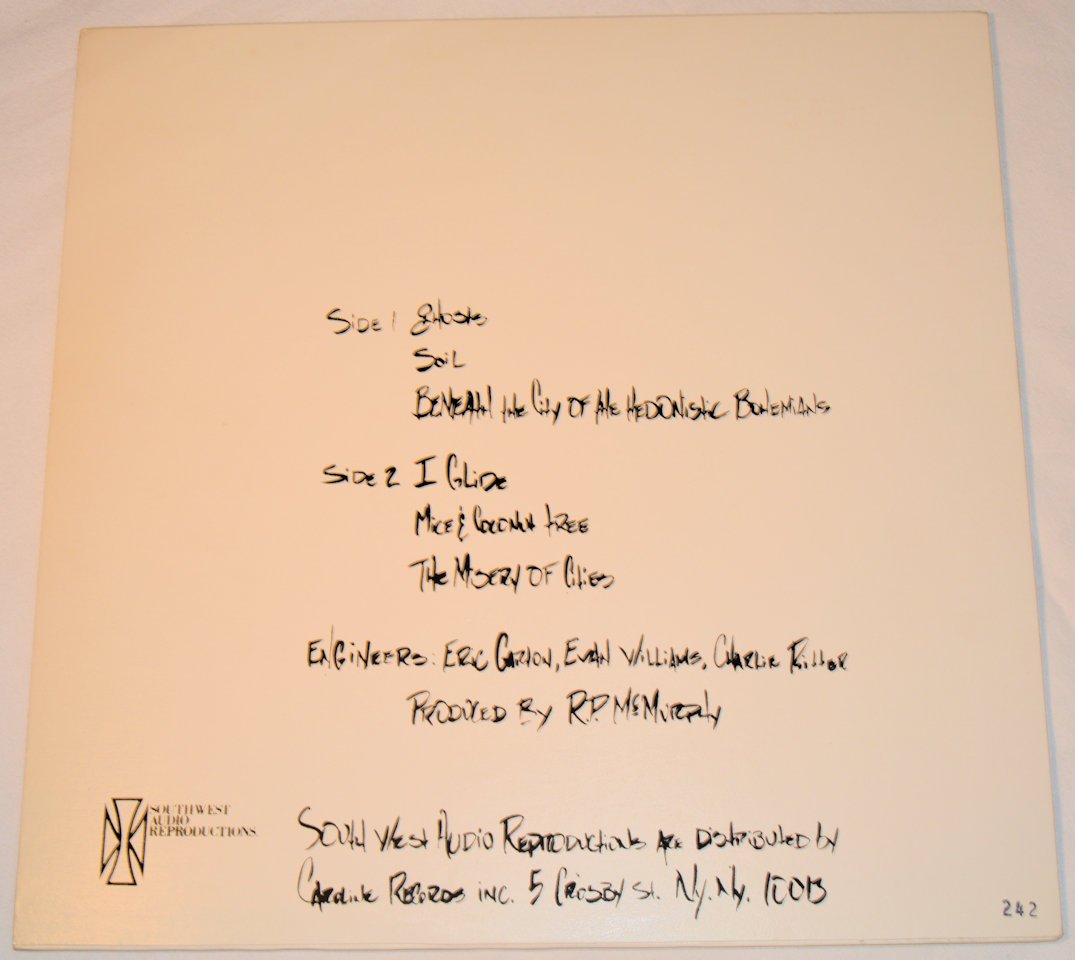 Side 1 Ghosts
Soil
Beneath the City of the Hedonistic Bohemians
Side 2 I Glide
Mice & Coconut Tree
The Misery of Cities
Engineers: Eric Garion, Evan Williams, Charlie Ritter
Produced By R.P. McMurphy
SOUTHWEST
AUDIO
REPRODUCTIONS
South West Audio Reproductions are distributed by
Caroline Records inc. 5 Crosby St. Ny. Ny. 10013
242